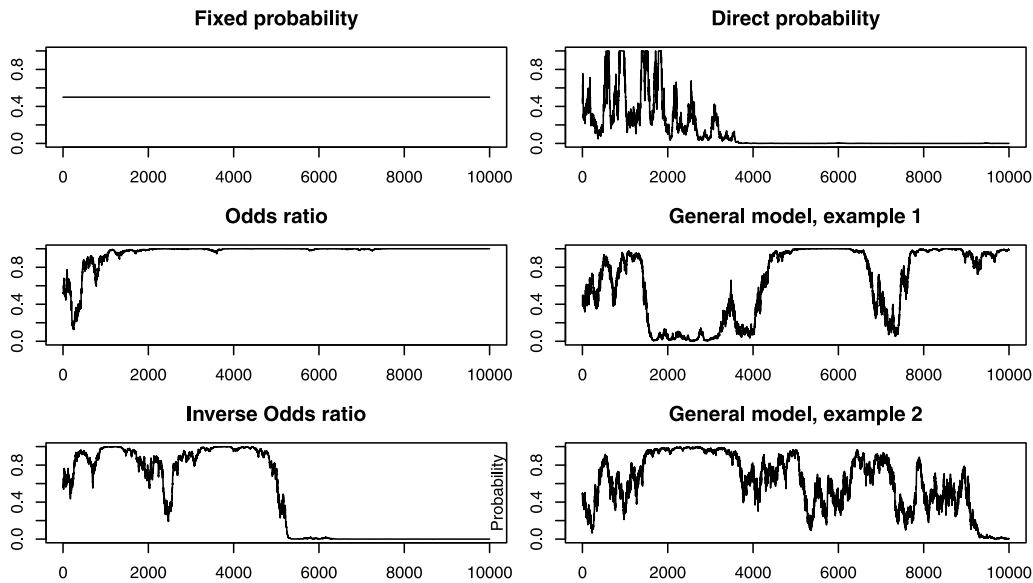 Fixed probability
0.0 0.4 0.8
0 2000 4000 6000 8000 10000
Direct probability
0.0 0.4 0.8
0 2000 4000 6000 8000 10000
Odds ratio
0.0 0.4 0.8
0 2000 4000 6000 8000 10000
General model, example 1
0.0 0.4 0.8
0 2000 4000 6000 8000 10000
Inverse Odds ratio
0.0 0.4 0.8
0 2000 4000 6000 8000 10000
Probability
General model, example 2
0.0 0.4 0.8
0 2000 4000 6000 8000 10000